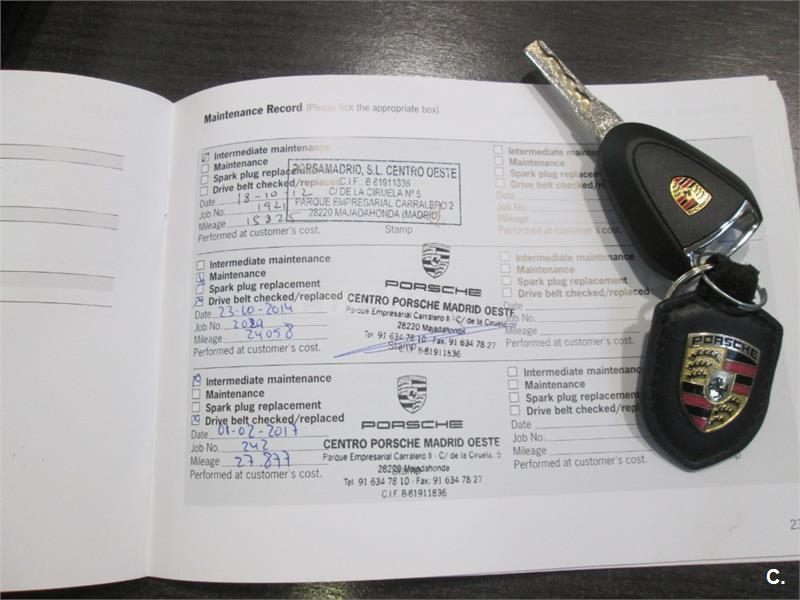 Maintenance Record (Please tick the appropriate box)
Intermediate maintenance
Maintenance
Spark plug replacement
Drive belt checked/replaced
Date 18-10-12
Job No. 1921
Mileage
Performed at customer's cost.
PORSAMADRID, S.L. CENTRO OESTE
C.I.F. B-81911836
C/ DE LA CIRUELA Nº 5
PARQUE EMPRESARIAL CARRALERO 2
28220 MAJADAHONDA (MADRID)
Stamp
Intermediate maintenance
Maintenance
Spark plug replacement
Drive belt checked/replaced
Date 23-10-2014
Job No.
Mileage 24058
Performed at customer's cost.
PORSCHE
CENTRO PORSCHE MADRID OESTE
Parque Empresarial Carralero II - C/ de la Ciruela,
28220 Majadahonda
Tel. 91 634 78 10 · Fax: 91 634 78 27
Stamp
C.I.F. B-81911836
Intermediate maintenance
Maintenance
Spark plug replacement
Drive belt checked/replaced
Date 01-02-2017
Job No. 242
Mileage 27.877
Performed at customer's cost.
PORSCHE
CENTRO PORSCHE MADRID OESTE
Parque Empresarial Carralero II - C/ de la Ciruela, 5
28220 Majadahonda
Stamp
Tel. 91 634 78 10 · Fax: 91 634 78 27
C.I.F. B-81911836
Intermediate maintenance
Maintenance
Spark plug replacement
Drive belt checked/replaced
Date
Job No.
Mileage
Performed at customer's cost.
Intermediate maintenance
Maintenance
Spark plug replacement
Drive belt checked/replaced
Date
Job No.
Mileage
Performed at customer's cost.
Intermediate maintenance
Maintenance
Spark plug replacement
Drive belt checked/
Date
Job No.
Mileage
Performed at customer's cost.
Stamp
23
PORSCHE
C.